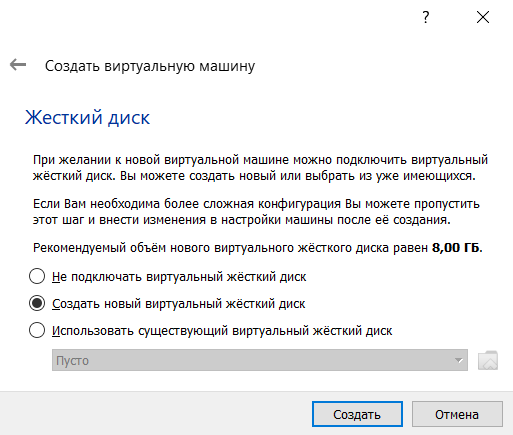 ?
Создать виртуальную машину
Жесткий диск
При желании к новой виртуальной машине можно подключить виртуальный
жёсткий диск. Вы можете создать новый или выбрать из уже имеющихся.
Если Вам необходима более сложная конфигурация Вы можете пропустить
этот шаг и внести изменения в настройки машины после её создания.
Рекомендуемый объём нового виртуального жёсткого диска равен 8,00 ГБ.
Не подключать виртуальный жёсткий диск
Создать новый виртуальный жёсткий диск
Использовать существующий виртуальный жёсткий диск
Пусто
Создать
Отмена